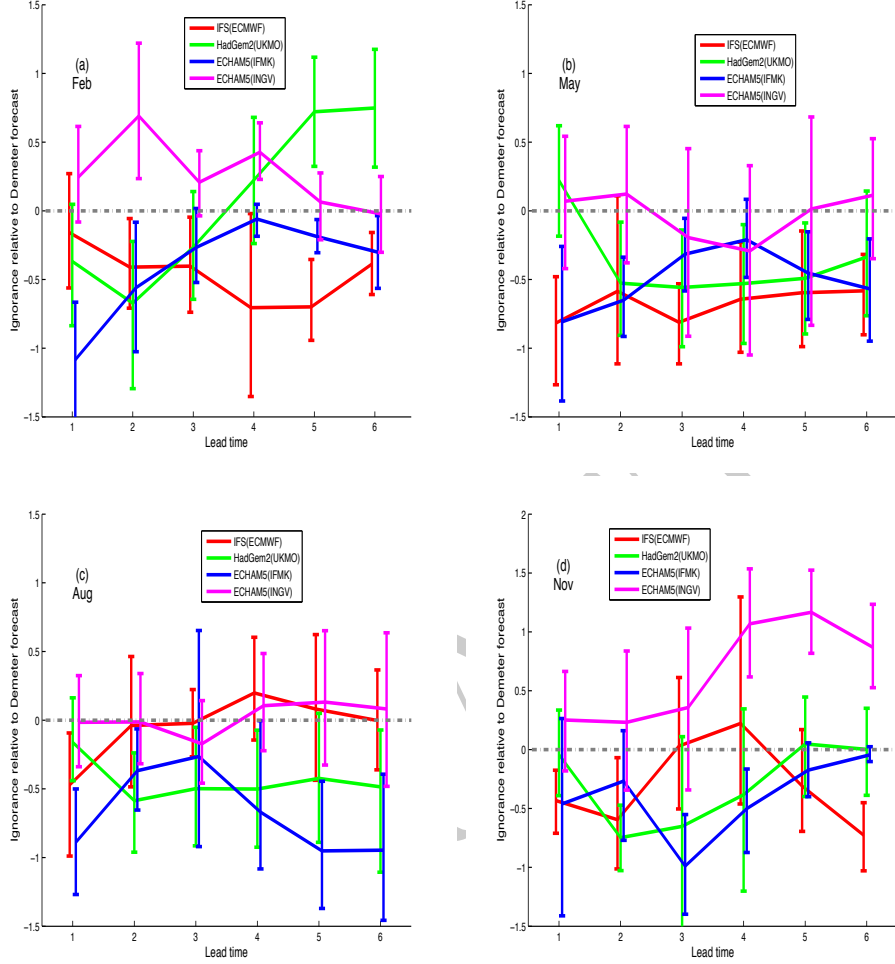 1.5
1
0.5
0
−0.5
−1
−1.5
Ignorance relative to Demeter forecast
(a)
Feb
IFS(ECMWF)
HadGem2(UKMO)
ECHAM5(IFMK)
ECHAM5(INGV)
1 2 3 4 5 6
Lead time
1.5
1
0.5
0
−0.5
−1
−1.5
Ignorance relative to Demeter forecast
(b)
May
IFS(ECMWF)
HadGem2(UKMO)
ECHAM5(IFMK)
ECHAM5(INGV)
1 2 3 4 5 6
Lead time
1.5
1
0.5
0
−0.5
−1
−1.5
Ignorance relative to Demeter forecast
(c)
Aug
IFS(ECMWF)
HadGem2(UKMO)
ECHAM5(IFMK)
ECHAM5(INGV)
1 2 3 4 5 6
Lead time
2
1.5
1
0.5
0
−0.5
−1
−1.5
Ignorance relative to Demeter forecast
(d)
Nov
IFS(ECMWF)
HadGem2(UKMO)
ECHAM5(IFMK)
ECHAM5(INGV)
1 2 3 4 5 6
Lead time